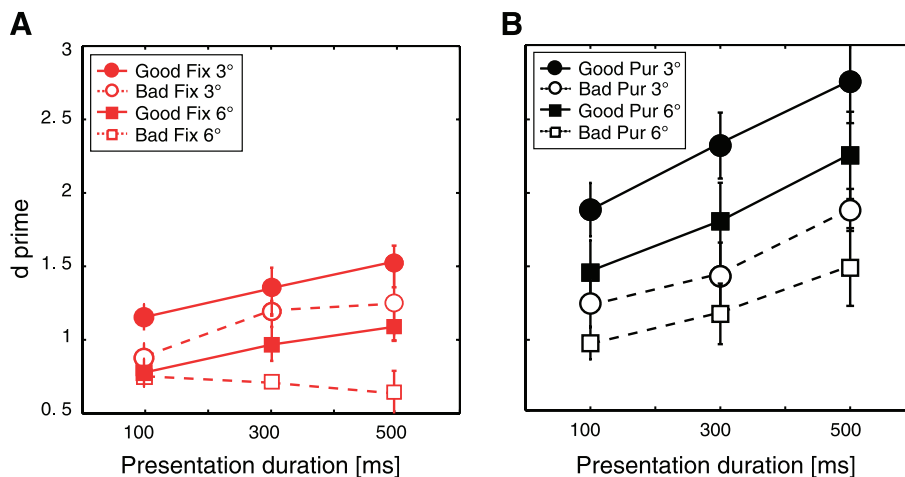 A
3
2. 5
2
1.5
1
0. 5
d prime
Good Fix 3°
Bad Fix 3°
Good Fix 6°
Bad Fix 6°
100
300
500
Presentation duration [ms]
B
Good Pur 3°
Bad Pur 3°
Good Pur 6°
Bad Pur 6°
100
300
500
Presentation duration [ms]